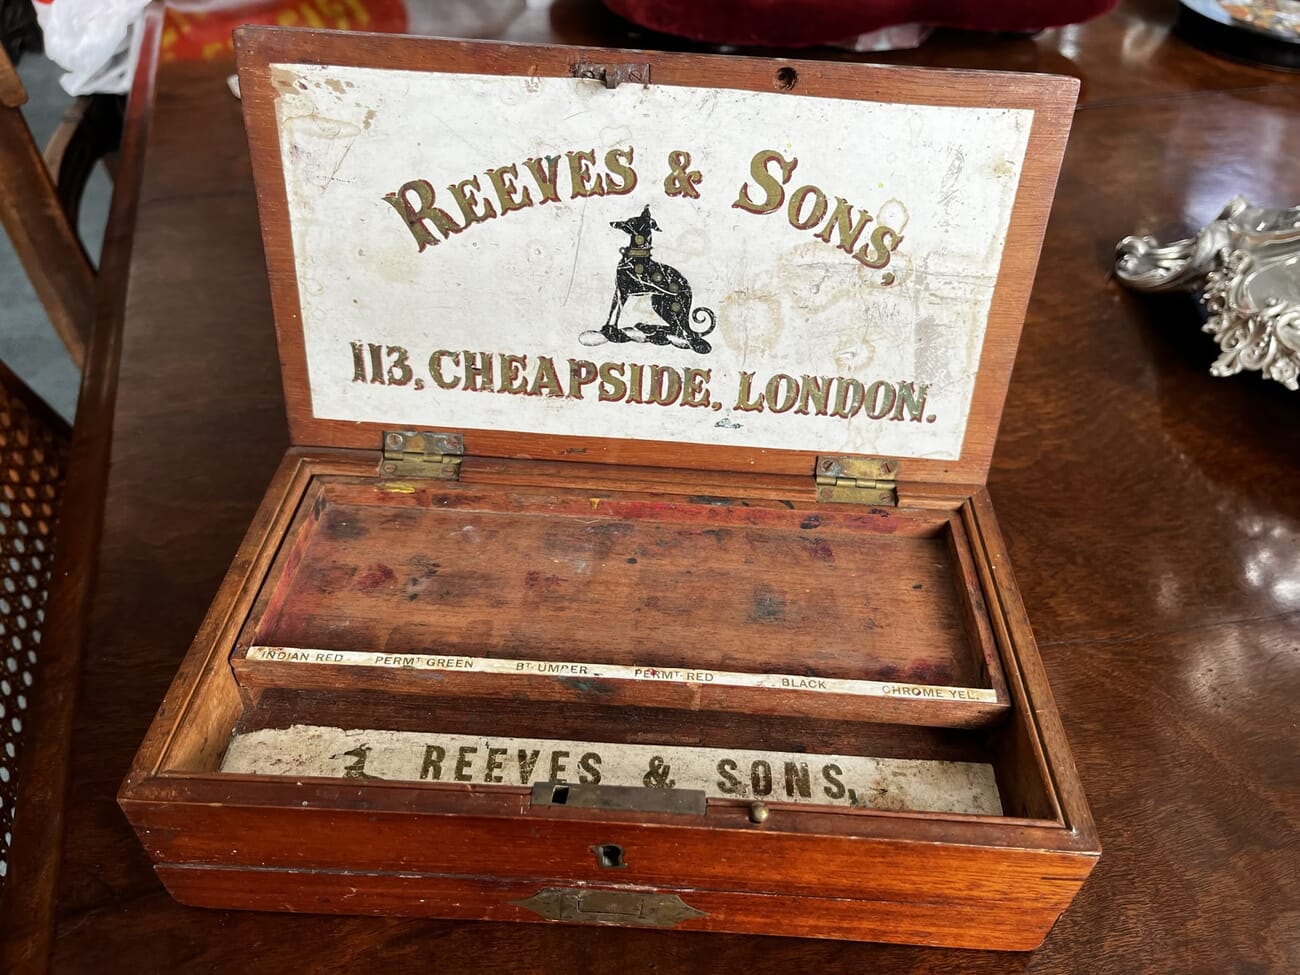 REEVES & SONS,
113, CHEAPSIDE, LONDON.
INDIAN RED PERMT GREEN BT UMBER PERMT RED BLACK CHROME YEL.
REEVES & SONS,